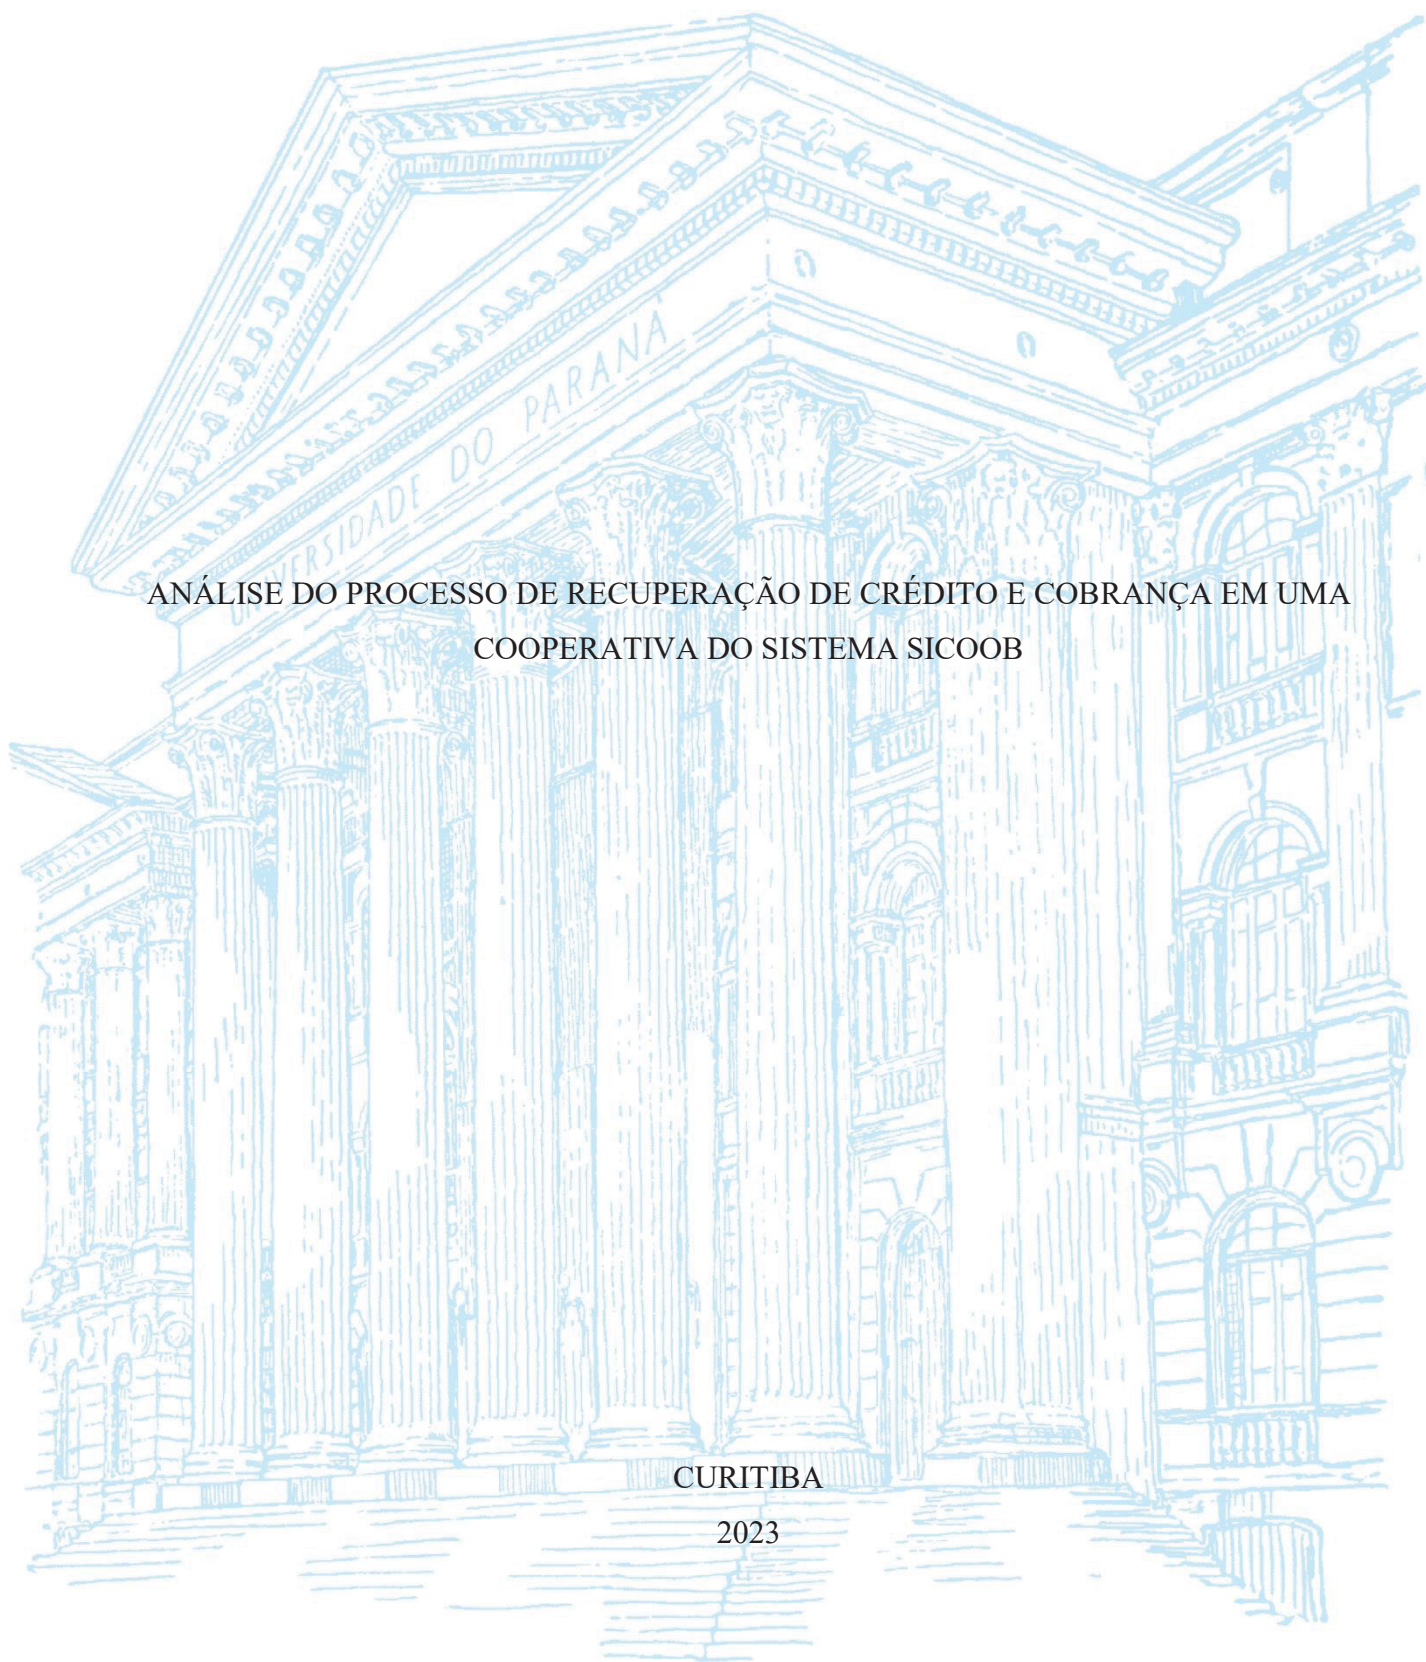 UNIVERSIDADE DO PARANÁ
ANÁLISE DO PROCESSO DE RECUPERAÇÃO DE CRÉDITO E COBRANÇA EM UMA
COOPERATIVA DO SISTEMA SICOOB
CURITIBA
2023